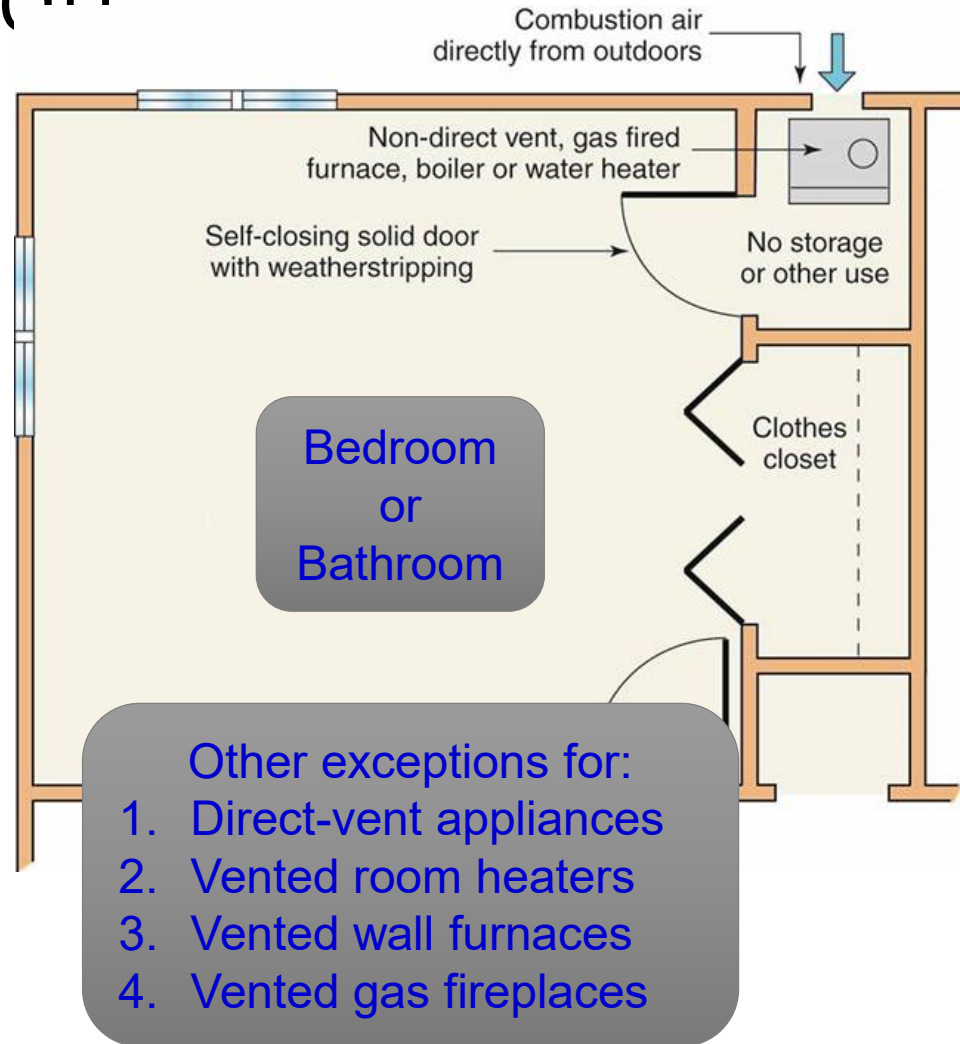 Combustion air
directly from outdoors
Non-direct vent, gas fired
furnace, boiler or water heater
Self-closing solid door
with weatherstripping
No storage
or other use
Clothes
closet
Bedroom
or
Bathroom
Other exceptions for:
1. Direct-vent appliances
2. Vented room heaters
3. Vented wall furnaces
4. Vented gas fireplaces